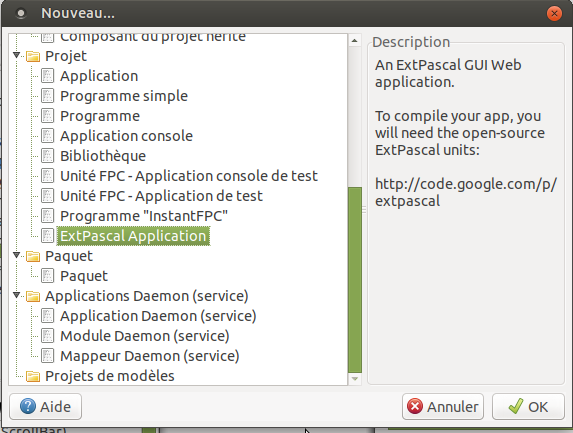 Nouveau...
Composant du projet hérité
Projet
Application
Programme simple
Programme
Application console
Bibliothèque
Unité FPC - Application console de test
Unité FPC - Application de test
Programme "InstantFPC"
ExtPascal Application
Paquet
Paquet
Applications Daemon (service)
Application Daemon (service)
Module Daemon (service)
Mappeur Daemon (service)
Projets de modèles
Description
An ExtPascal GUI Web
application.
To compile your app, you
will need the open-source
ExtPascal units:
http://code.google.com/p/
extpascal
Aide
Annuler
OK
ScrollBar)